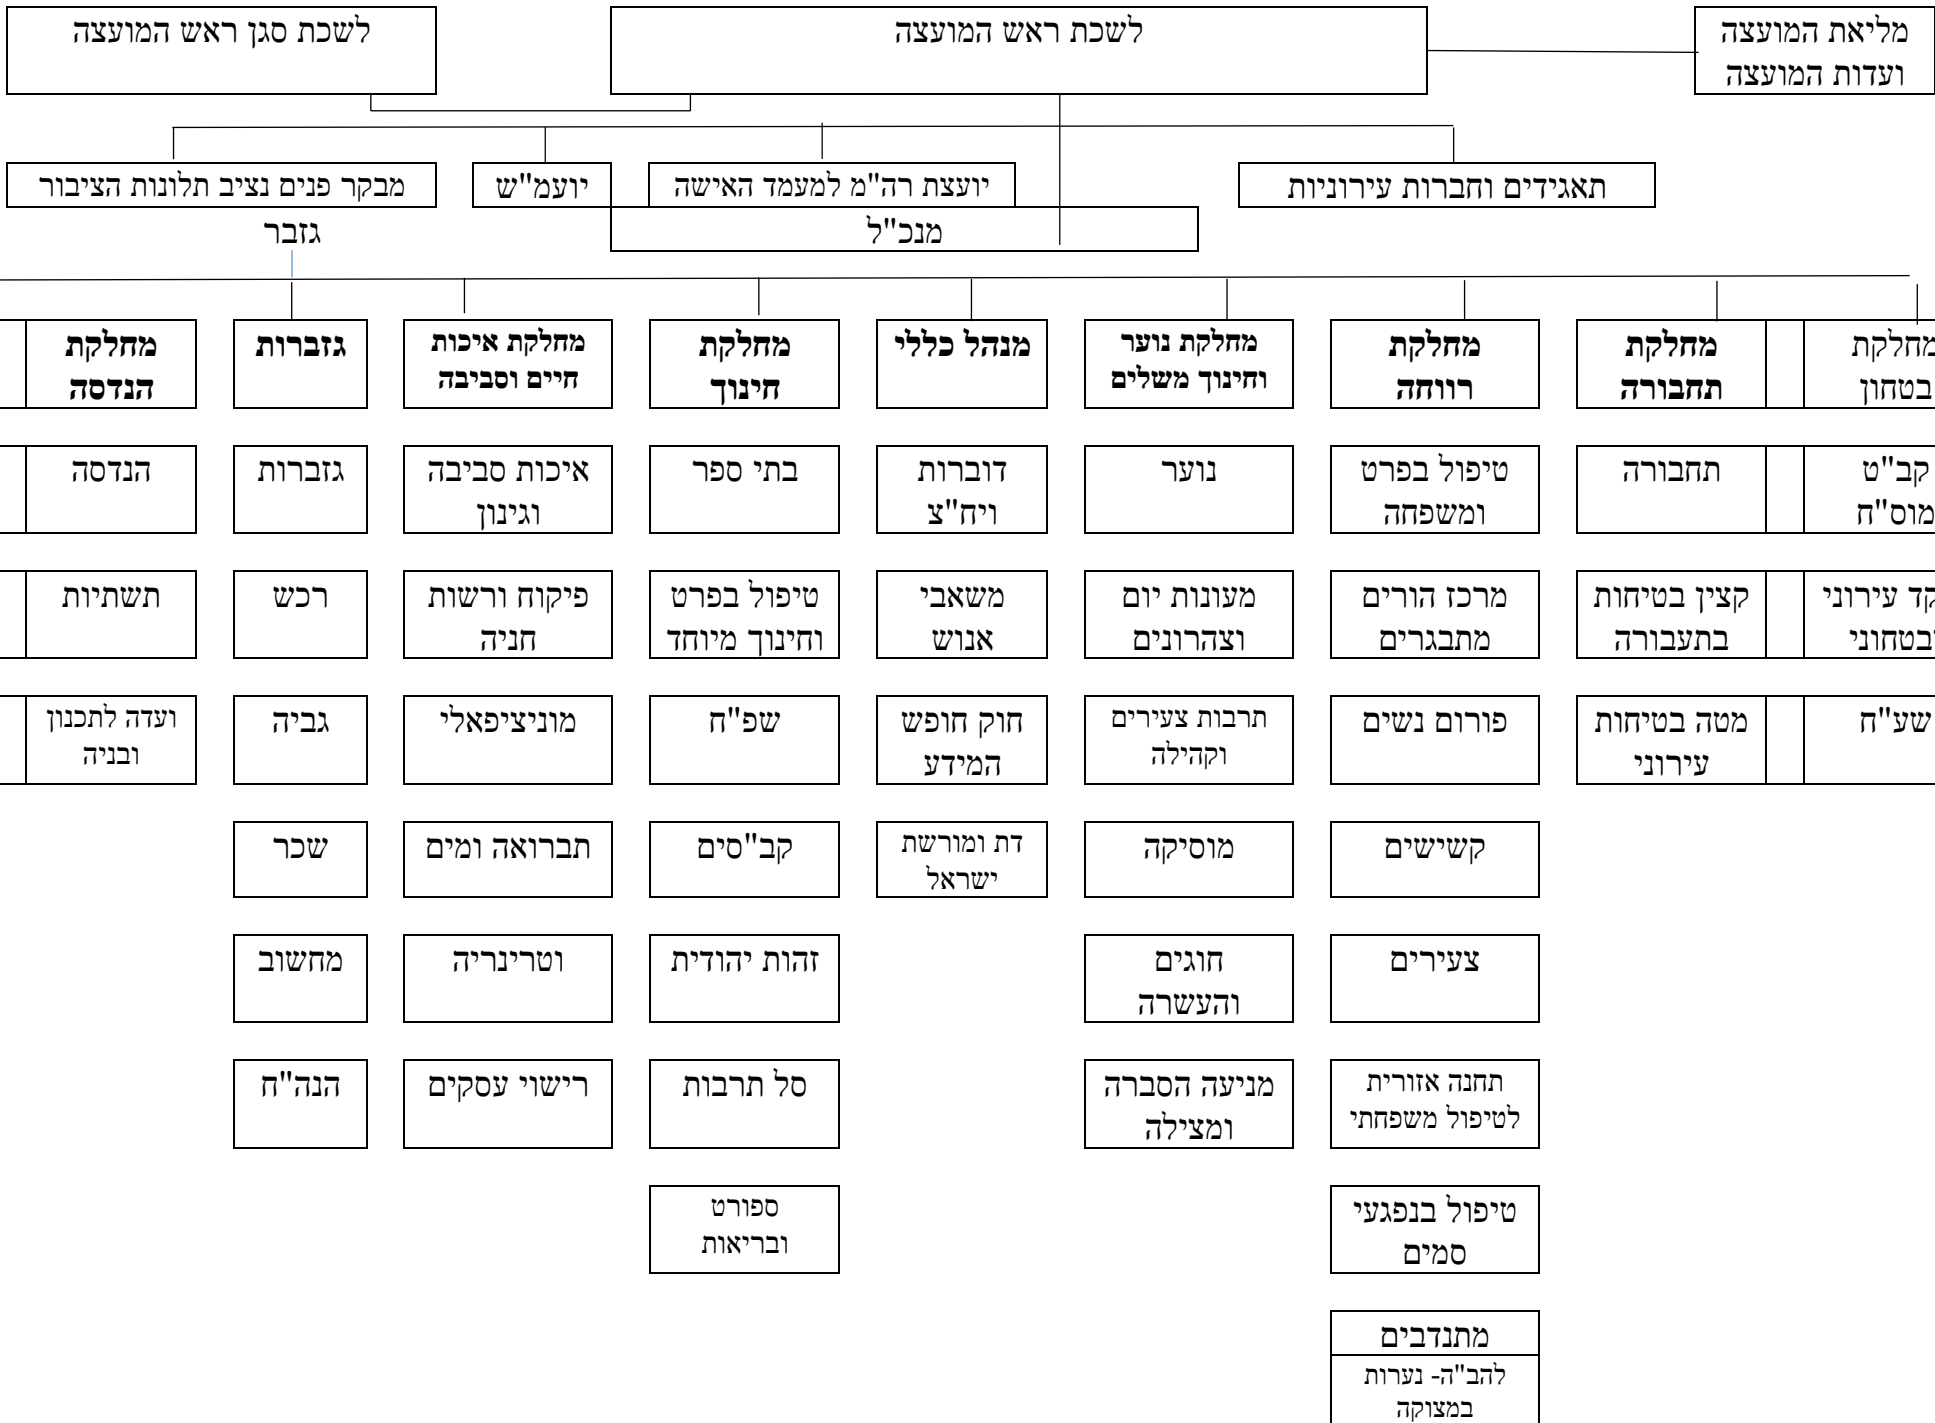 מליאת המועצה
ועדות המועצה
לשכת ראש המועצה
לשכת סגן ראש המועצה
תאגידים וחברות עירוניות
יועצת רה"מ למעמד האישה
יועמ"ש
מבקר פנים נציב תלונות הציבור
מנכ"ל
גזבר
מחלקת
בטחון
קב"ט
מוס"ח
עירוני
שע"ח
מחלקת
תחבורה
תחבורה
קצין בטיחות
בתעבורה
מטה בטיחות
עירוני
מחלקת
רווחה
טיפול בפרט
ומשפחה
מרכז הורים
מתבגרים
פורום נשים
קשישים
צעירים
תחנה אזורית
לטיפול משפחתי
טיפול בנפגעי
סמים
מתנדבים
להב"ה- נערות
במצוקה
מחלקת נוער
וחינוך משלים
נוער
מעונות יום
וצהרונים
תרבות צעירים
וקהילה
מוסיקה
חוגים
והעשרה
מניעה הסברה
ומצילה
מנהל כללי
דוברות
ויח"צ
משאבי
אנוש
חוק חופש
המידע
דת ומורשת
ישראל
מחלקת
חינוך
בתי ספר
טיפול בפרט
וחינוך מיוחד
שפ"ח
קב"סים
זהות יהודית
סל תרבות
ספורט
ובריאות
מחלקת איכות
חיים וסביבה
איכות סביבה
וגינון
פיקוח ורשות
חניה
מוניציפאלי
תברואה ומים
וטרינריה
רישוי עסקים
גזברות
גזברות
רכש
גביה
שכר
מחשוב
הנה"ח
מחלקת
הנדסה
הנדסה
תשתיות
ועדה לתכנון
ובניה